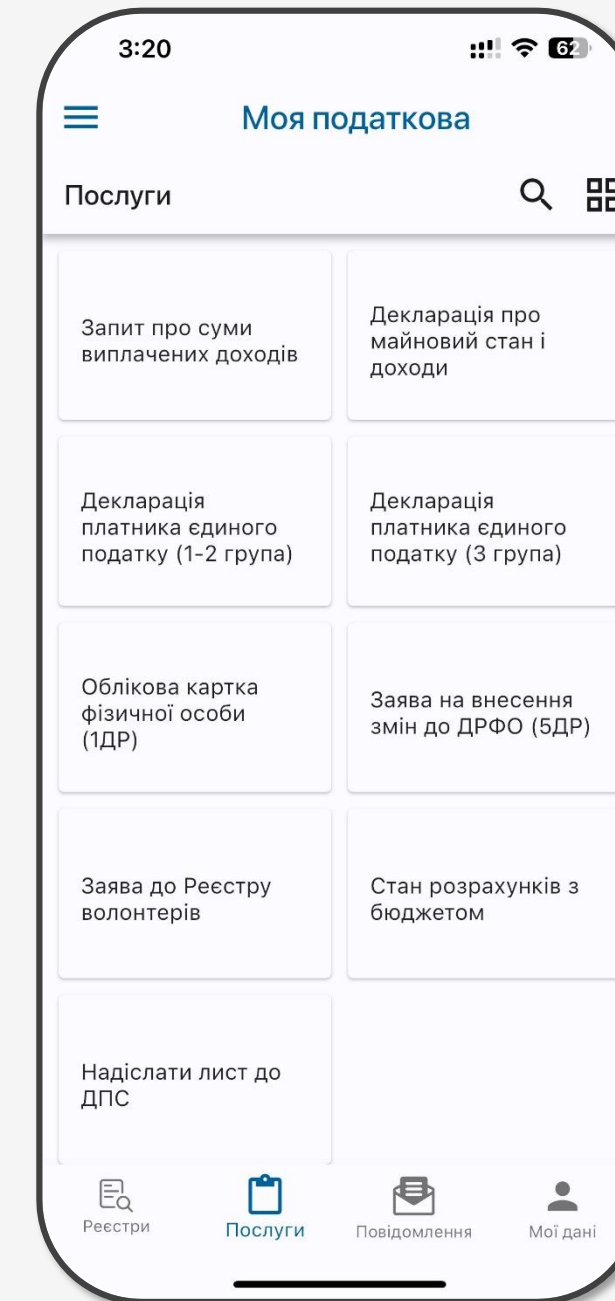 3:20
62
Моя податкова
Послуги
Запит про суми
виплачених доходів
Декларація про
майновий стан і
доходи
Декларація
платника єдиного
податку (1-2 група)
Декларація
платника єдиного
податку (3 група)
Облікова картка
фізичної особи
(1ДР)
Заява на внесення
змін до ДРФО (5ДР)
Заява до Реєстру
волонтерів
Стан розрахунків з
бюджетом
Надіслати лист до
ДПС
Реєстри
Послуги
Повідомлення
Мої дані